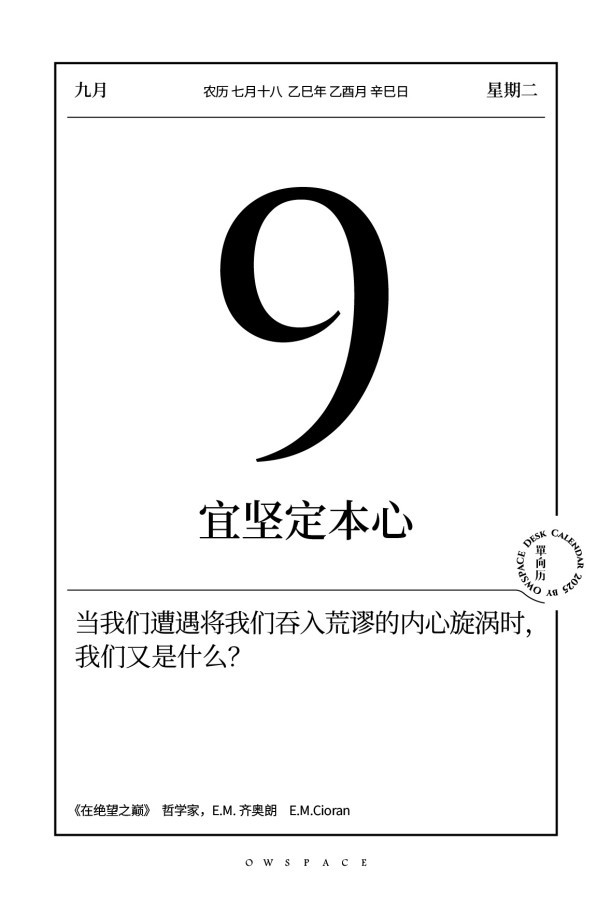 九月
农历 七月十八 乙巳年 乙酉月 辛巳日
星期二
9
宜坚定本心
DESK CALENDAR 2025 BY OWSPACE
單向历
当我们遭遇将我们吞入荒谬的内心旋涡时，
我们又是什么？
《在绝望之巅》 哲学家，E.M. 齐奥朗 E.M.Cioran
OWSPACE